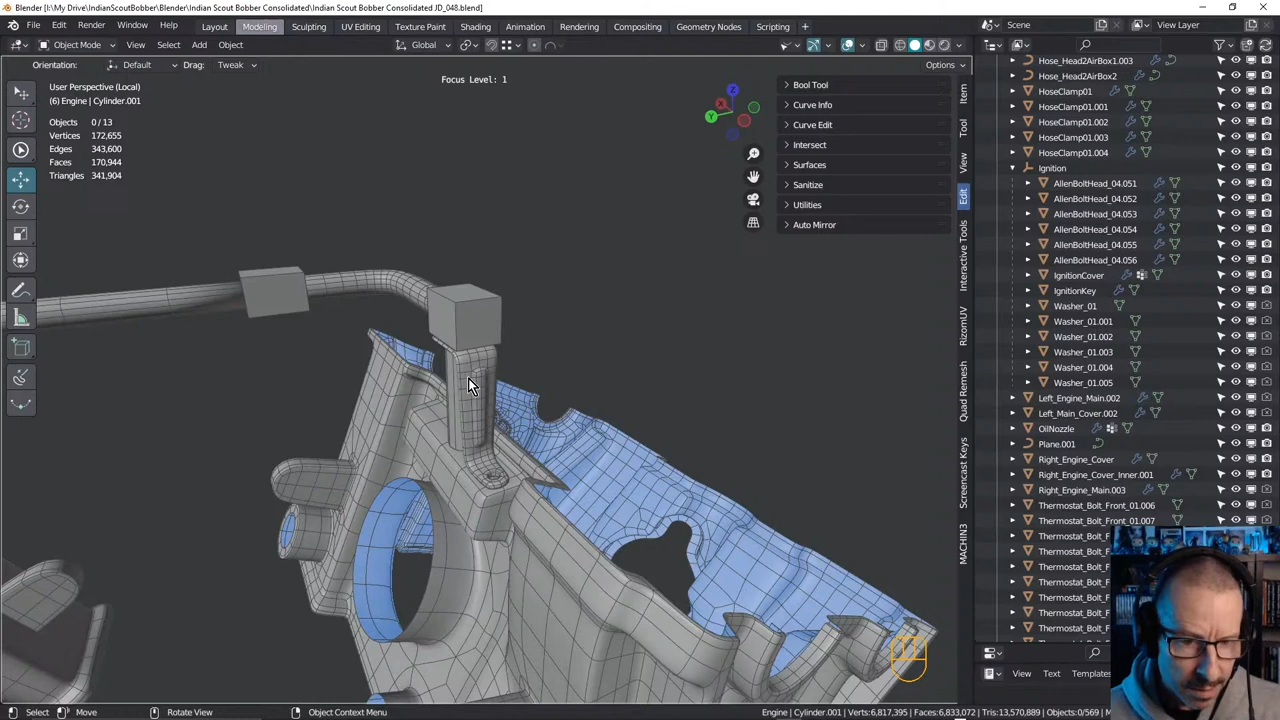 Blender [I:\My Drive\IndianScoutBobber\Blender\Indian Scout Bobber Consolidated\Indian Scout Bobber Consolidated JD_048.blend]
File Edit Render Window Help Layout Modeling Sculpting UV Editing Texture Paint Shading Animation Rendering Compositing Geometry Nodes Scripting + Scene View Layer
Object Mode View Select Add Object Global
Orientation: Default Drag: Tweak Options
Focus Level: 1
User Perspective (Local)
(6) Engine | Cylinder.001
Objects 0/13
Vertices 172,655
Edges 343,600
Faces 170,944
Triangles 341,904
X
Y
Z
Bool Tool
Curve Info
Curve Edit
Intersect
Surfaces
Sanitize
Utilities
Auto Mirror
Item
Tool
View
Edit
Interactive Tools
RizomUV
Quad Remesh
Screencast Keys
MACHIN3
Hose_Head2AirBox1.003
Hose_Head2AirBox2
HoseClamp01
HoseClamp01.001
HoseClamp01.002
HoseClamp01.003
HoseClamp01.004
Ignition
AllenBoltHead_04.051
AllenBoltHead_04.052
AllenBoltHead_04.053
AllenBoltHead_04.054
AllenBoltHead_04.055
AllenBoltHead_04.056
IgnitionCover
IgnitionKey
Washer_01
Washer_01.001
Washer_01.002
Washer_01.003
Washer_01.004
Washer_01.005
Left_Engine_Main.002
Left_Main_Cover.002
OilNozzle
Plane.001
Right_Engine_Cover
Right_Engine_Cover_Inner.001
Right_Engine_Main.003
Thermostat_Bolt_Front_01.006
Thermostat_Bolt_Front_01.007
Thermostat_Bolt_F
Thermostat_Bolt_F
Thermostat_Bolt_F
Thermostat_Bolt_F
Thermostat_Bolt_F
Thermostat_Bolt_F
Thermostat_Bolt_F
View Text Templates
Select Move Rotate View Object Context Menu Engine | Cylinder.001 Verts:6,817,395 Faces:6,833,072 Tris:13,570,889 Objects:0/569